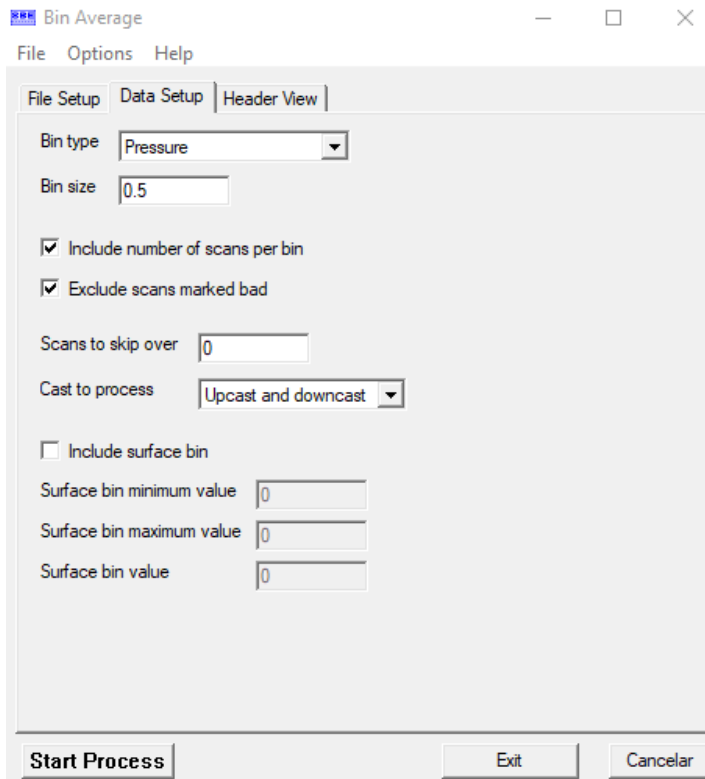 SBE Bin Average
File Options Help
File Setup Data Setup Header View
Bin type Pressure
Bin size 0.5
Include number of scans per bin
Exclude scans marked bad
Scans to skip over 0
Cast to process Upcast and downcast
Include surface bin
Surface bin minimum value 0
Surface bin maximum value 0
Surface bin value 0
Start Process Exit Cancelar